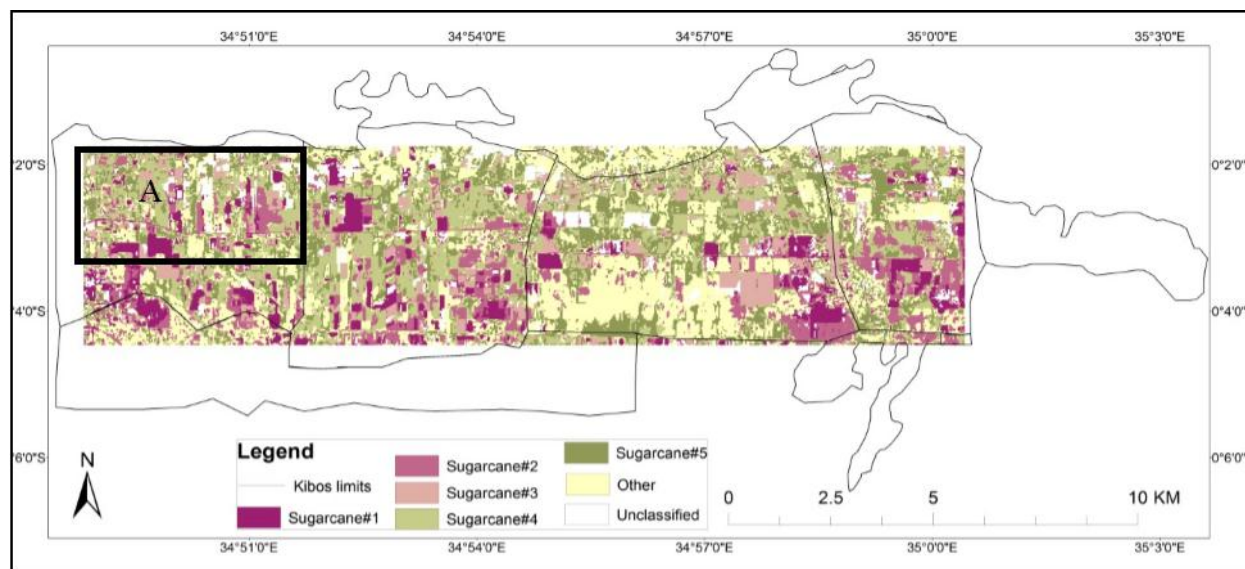 34°51'0"E 34°54'0"E 34°57'0"E 35°0'0"E 35°3'0"E
°2'0"S 0°2'0"
A
°4'0"S 0°4'0"
°6'0"S 0°6'0"
N
Legend
Kibos limits
Sugarcane#1
Sugarcane#2
Sugarcane#3
Sugarcane#4
Sugarcane#5
Other
Unclassified
0 2.5 5 10 KM
34°51'0"E 34°54'0"E 34°57'0"E 35°0'0"E 35°3'0"E